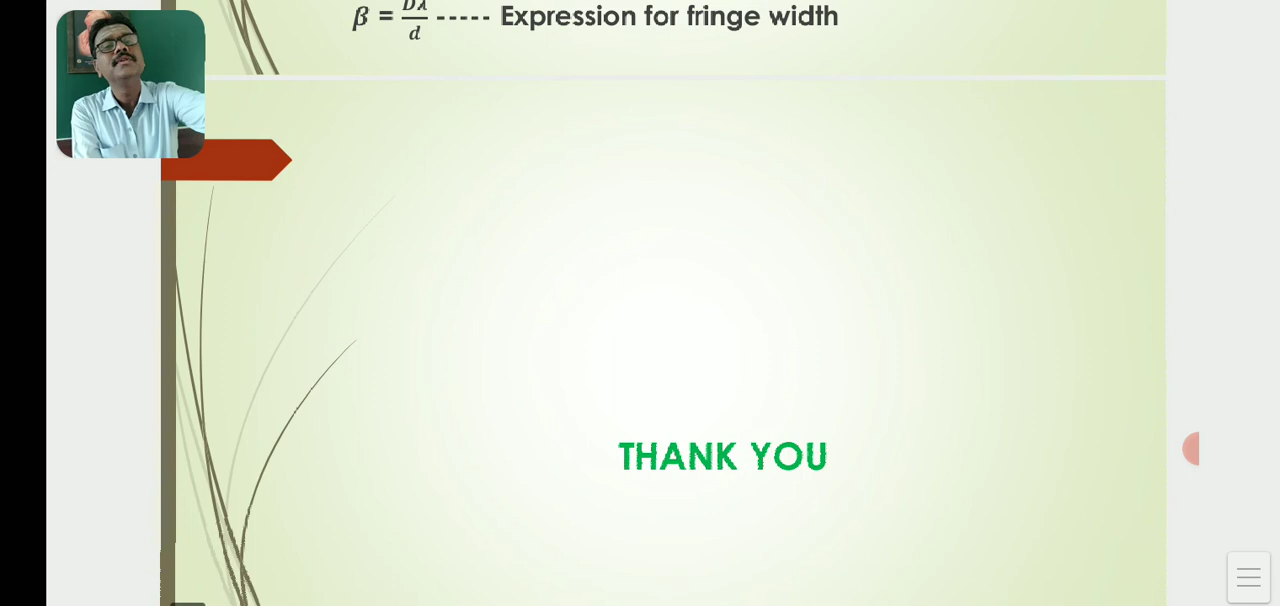 β = Dλ/d ----- Expression for fringe width
THANK YOU